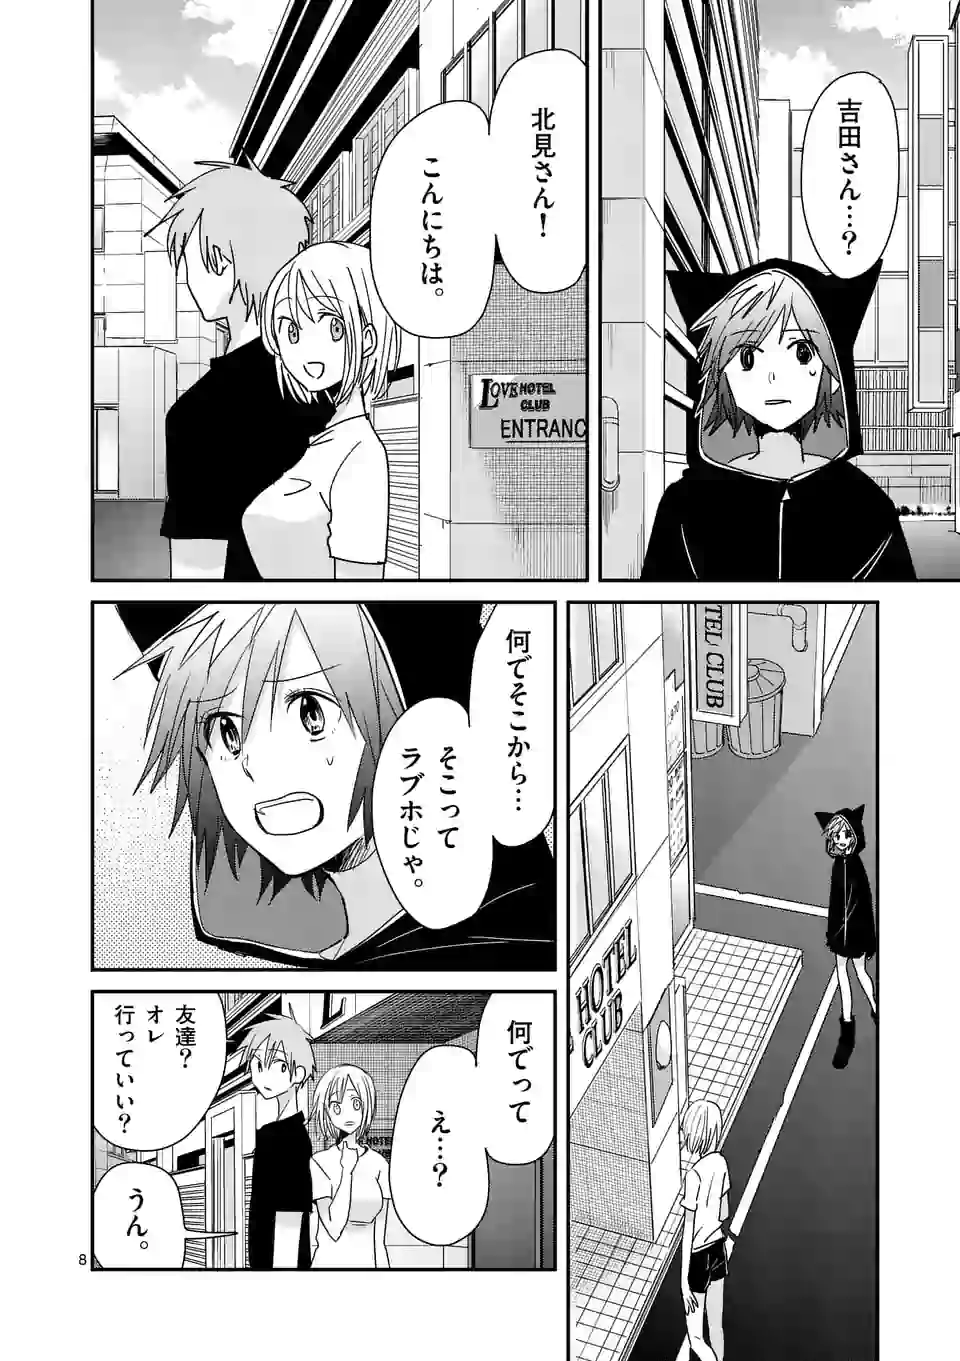 吉田さん…?
北見さん!
こんにちは。
LOVE HOTEL
CLUB
ENTRANC
TEL CLUB
HOTEL
CLUB
何でそこから…
そこって
ラブホじゃ。
何でって
え…?
HOTEL
友達?
オレ
行っていい?
うん。
8